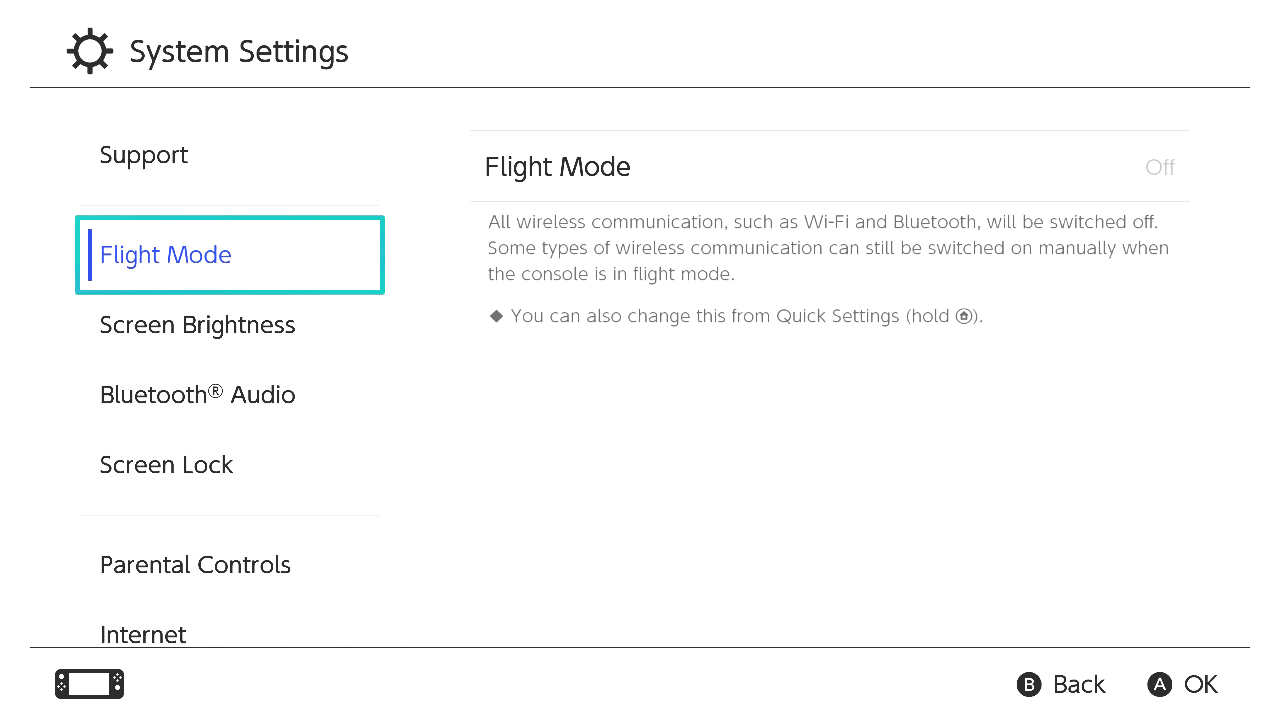 System Settings
Support
Flight Mode
Screen Brightness
Bluetooth® Audio
Screen Lock
Parental Controls
Internet
Flight Mode Off
All wireless communication, such as Wi-Fi and Bluetooth, will be switched off.
Some types of wireless communication can still be switched on manually when
the console is in flight mode.
◆ You can also change this from Quick Settings (hold ).
B Back A OK